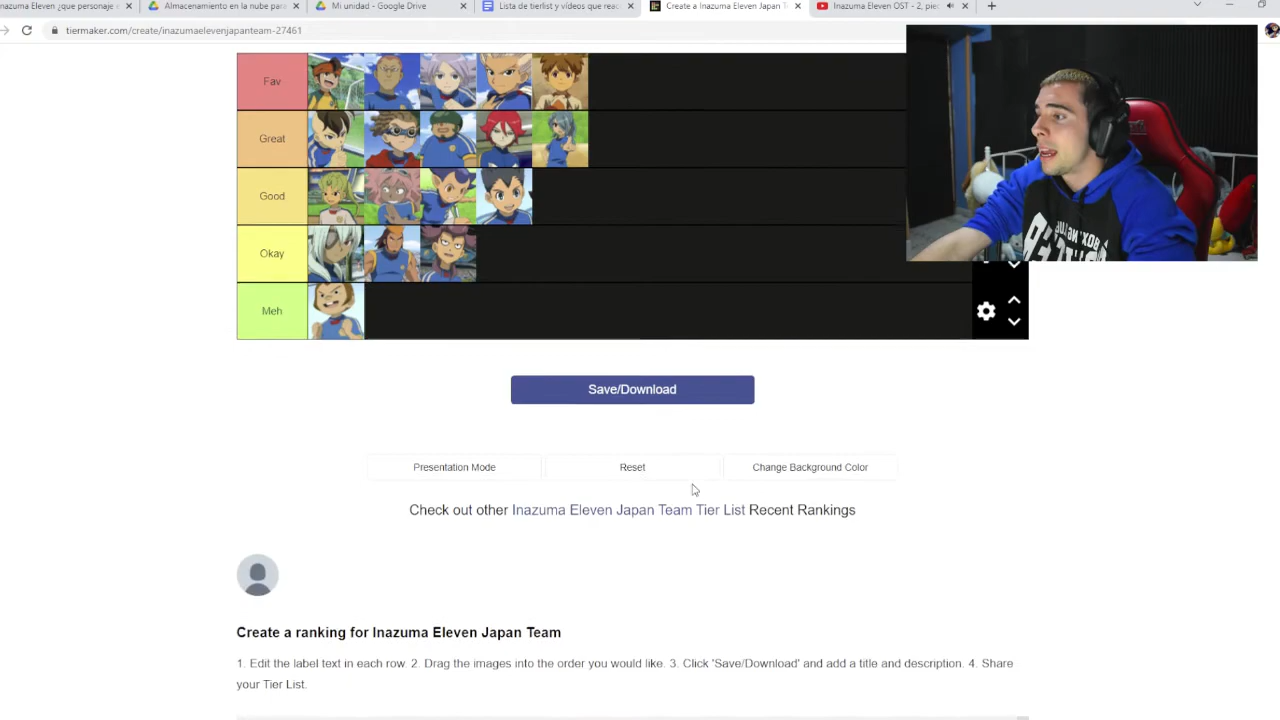 nazuma Eleven ¿que personaje e
Almacenamiento en la nube para
Mi unidad - Google Drive
Lista de tierlist y vídeos que reac
Create a Inazuma Eleven Japan T
Inazuma Eleven OST - 2, pie
tiermaker.com/create/inazumaelevenjapanteam-27461
Fav
Great
Good
Okay
Meh
Save/Download
Presentation Mode
Reset
Change Background Color
Check out other Inazuma Eleven Japan Team Tier List Recent Rankings
Create a ranking for Inazuma Eleven Japan Team
1. Edit the label text in each row. 2. Drag the images into the order you would like. 3. Click 'Save/Download' and add a title and description. 4. Share
your Tier List.